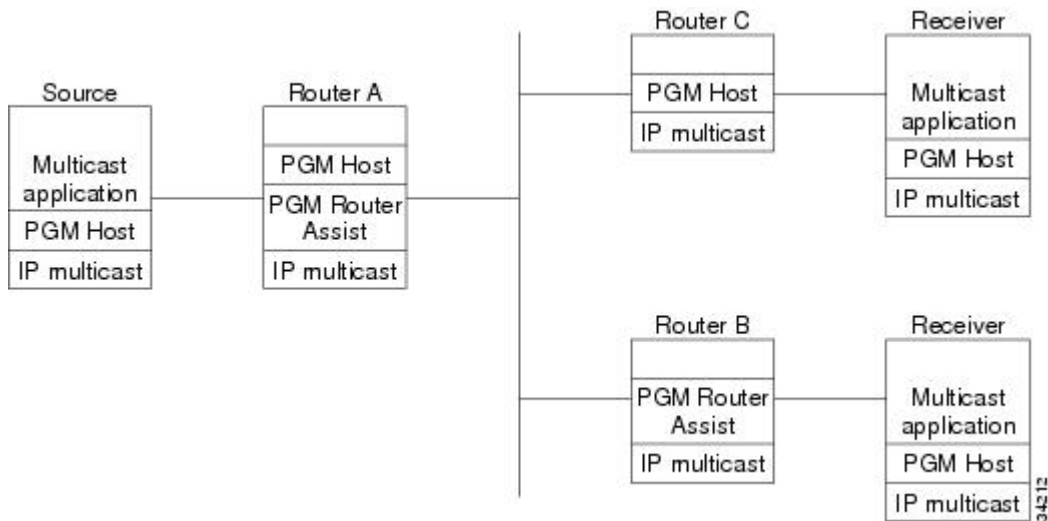 Source
Multicast
application
PGM Host
IP multicast
Router A
PGM Host
PGM Router
Assist
IP multicast
Router C
PGM Host
IP multicast
Receiver
Multicast
application
PGM Host
IP multicast
Router B
PGM Router
Assist
IP multicast
Receiver
Multicast
application
PGM Host
IP multicast
34212